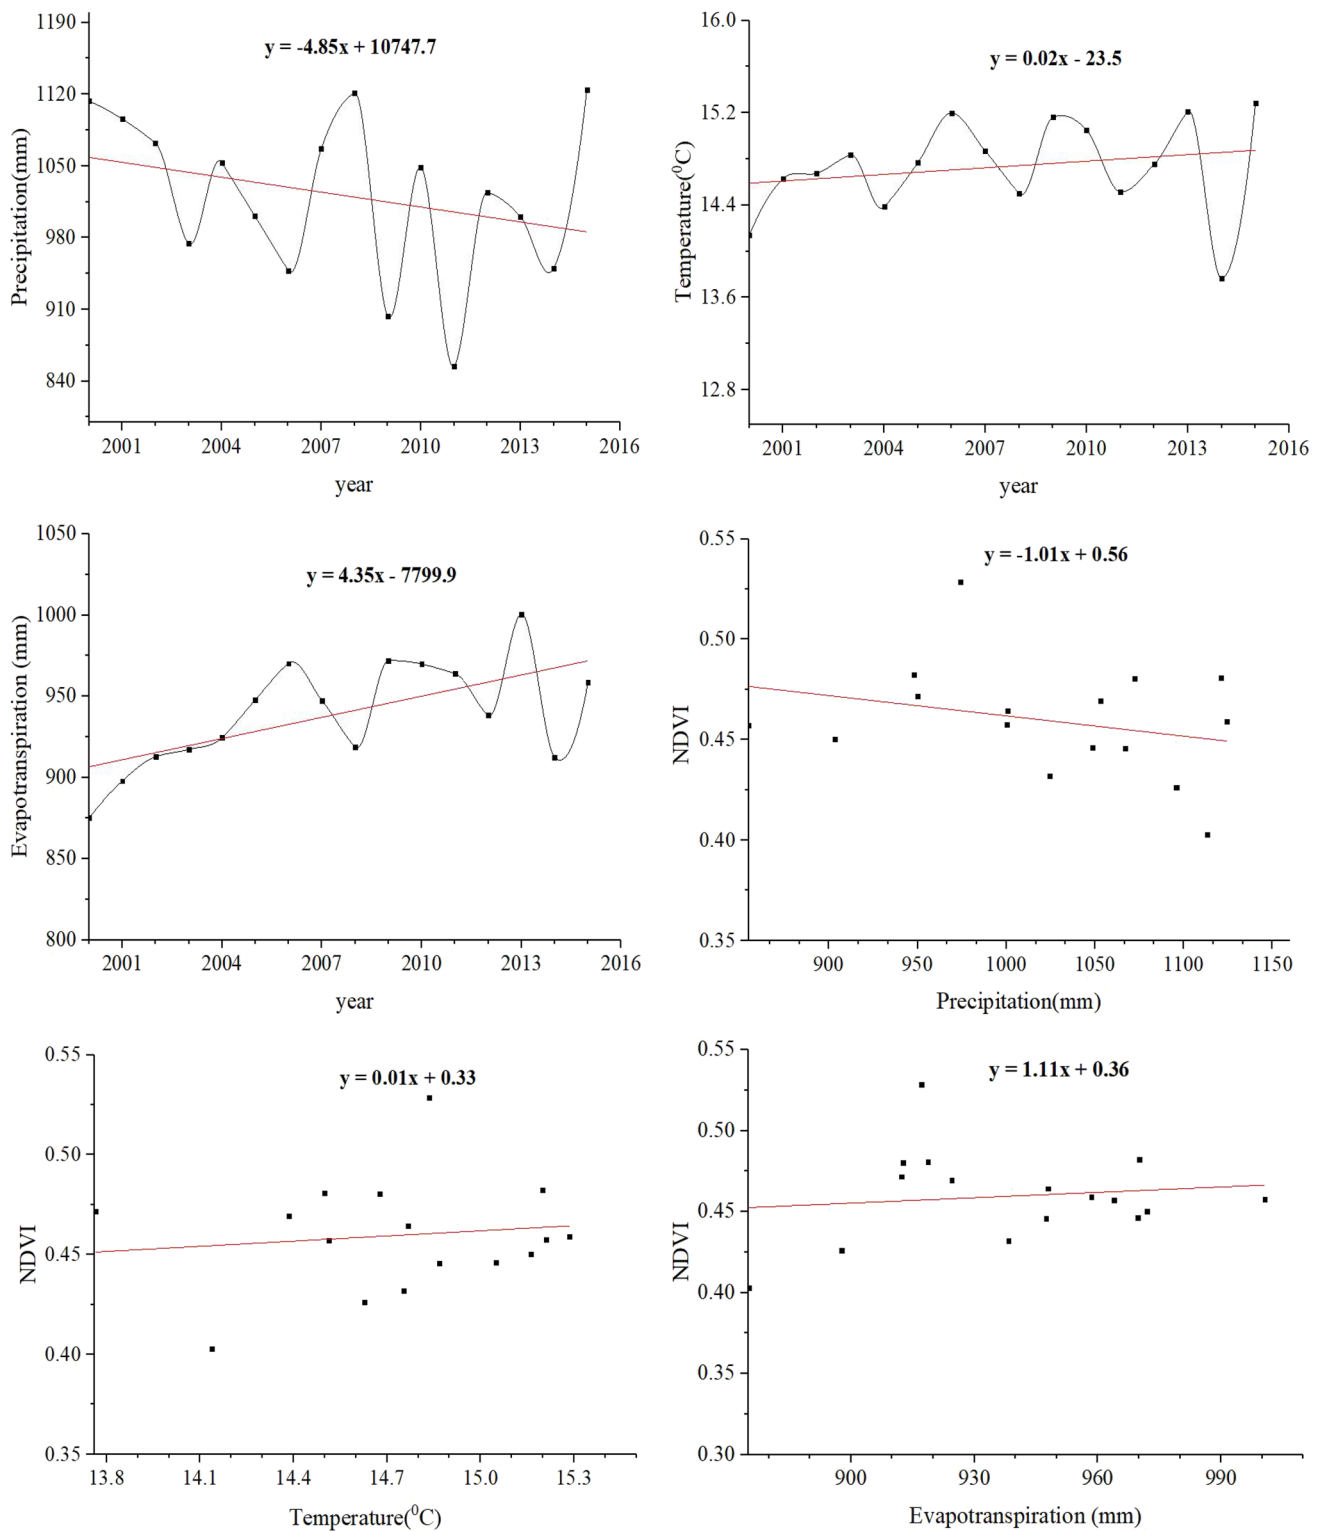 y = -4.85x + 10747.7
1190
1120
1050
980
910
840
Precipitation(mm)
2001 2004 2007 2010 2013 2016
year
y = 0.02x - 23.5
16.0
15.2
14.4
13.6
12.8
Temperature(⁰C)
2001 2004 2007 2010 2013 2016
year
y = 4.35x - 7799.9
1050
1000
950
900
850
800
Evapotranspiration (mm)
2001 2004 2007 2010 2013 2016
year
y = -1.01x + 0.56
0.55
0.50
0.45
0.40
0.35
NDVI
900 950 1000 1050 1100 1150
Precipitation(mm)
y = 0.01x + 0.33
0.55
0.50
0.45
0.40
0.35
NDVI
13.8 14.1 14.4 14.7 15.0 15.3
Temperature(⁰C)
y = 1.11x + 0.36
0.55
0.50
0.45
0.40
0.35
0.30
NDVI
900 930 960 990
Evapotranspiration (mm)